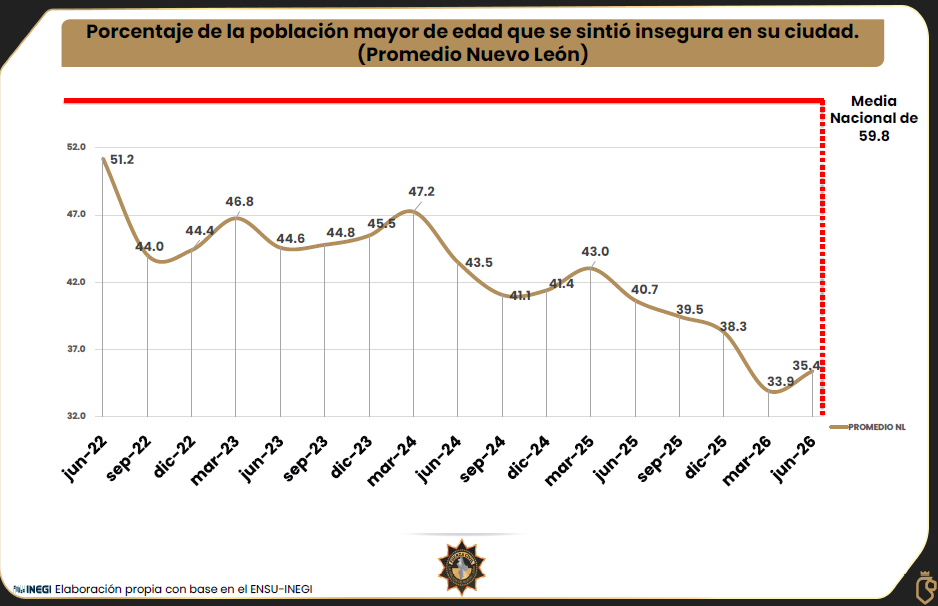 Porcentaje de la población mayor de edad que se sintió insegura en su ciudad.
(Promedio Nuevo León)
Media
Nacional de
59.8
52.0
47.0
42.0
37.0
32.0
51.2
44.0
44.4
46.8
44.6
44.8
45.5
47.2
43.5
41.1
41.4
43.0
40.7
39.5
38.3
33.9
35.4
jun-22
sep-22
dic-22
mar-23
jun-23
sep-23
dic-23
mar-24
jun-24
sep-24
dic-24
mar-25
jun-25
sep-25
dic-25
mar-26
jun-26
PROMEDIO NL
INEGI Elaboración propia con base en el ENSU-INEGI